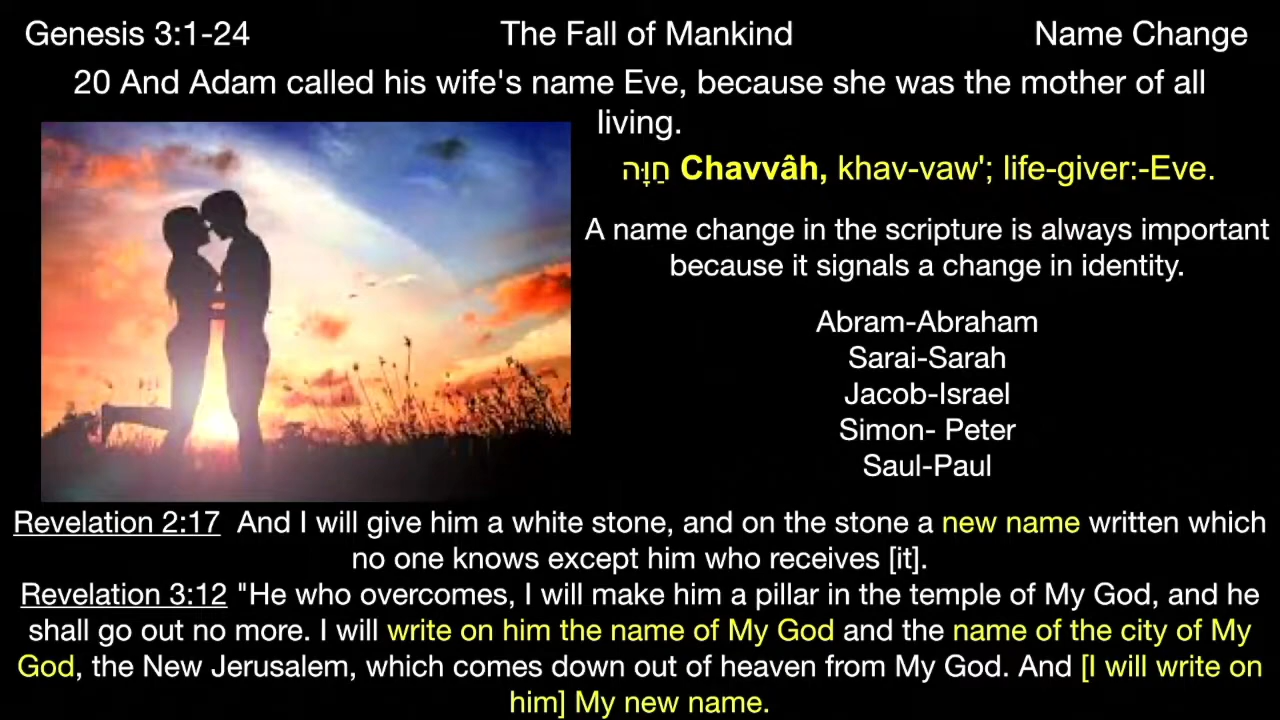 Genesis 3:1-24 The Fall of Mankind Name Change
20 And Adam called his wife's name Eve, because she was the mother of all
living.
חַוָּה Chavvâh, khav-vaw'; life-giver:-Eve.
A name change in the scripture is always important
because it signals a change in identity.
Abram-Abraham
Sarai-Sarah
Jacob-Israel
Simon- Peter
Saul-Paul
Revelation 2:17 And I will give him a white stone, and on the stone a new name written which
no one knows except him who receives [it].
Revelation 3:12 "He who overcomes, I will make him a pillar in the temple of My God, and he
shall go out no more. I will write on him the name of My God and the name of the city of My
God, the New Jerusalem, which comes down out of heaven from My God. And [I will write on
him] My new name.